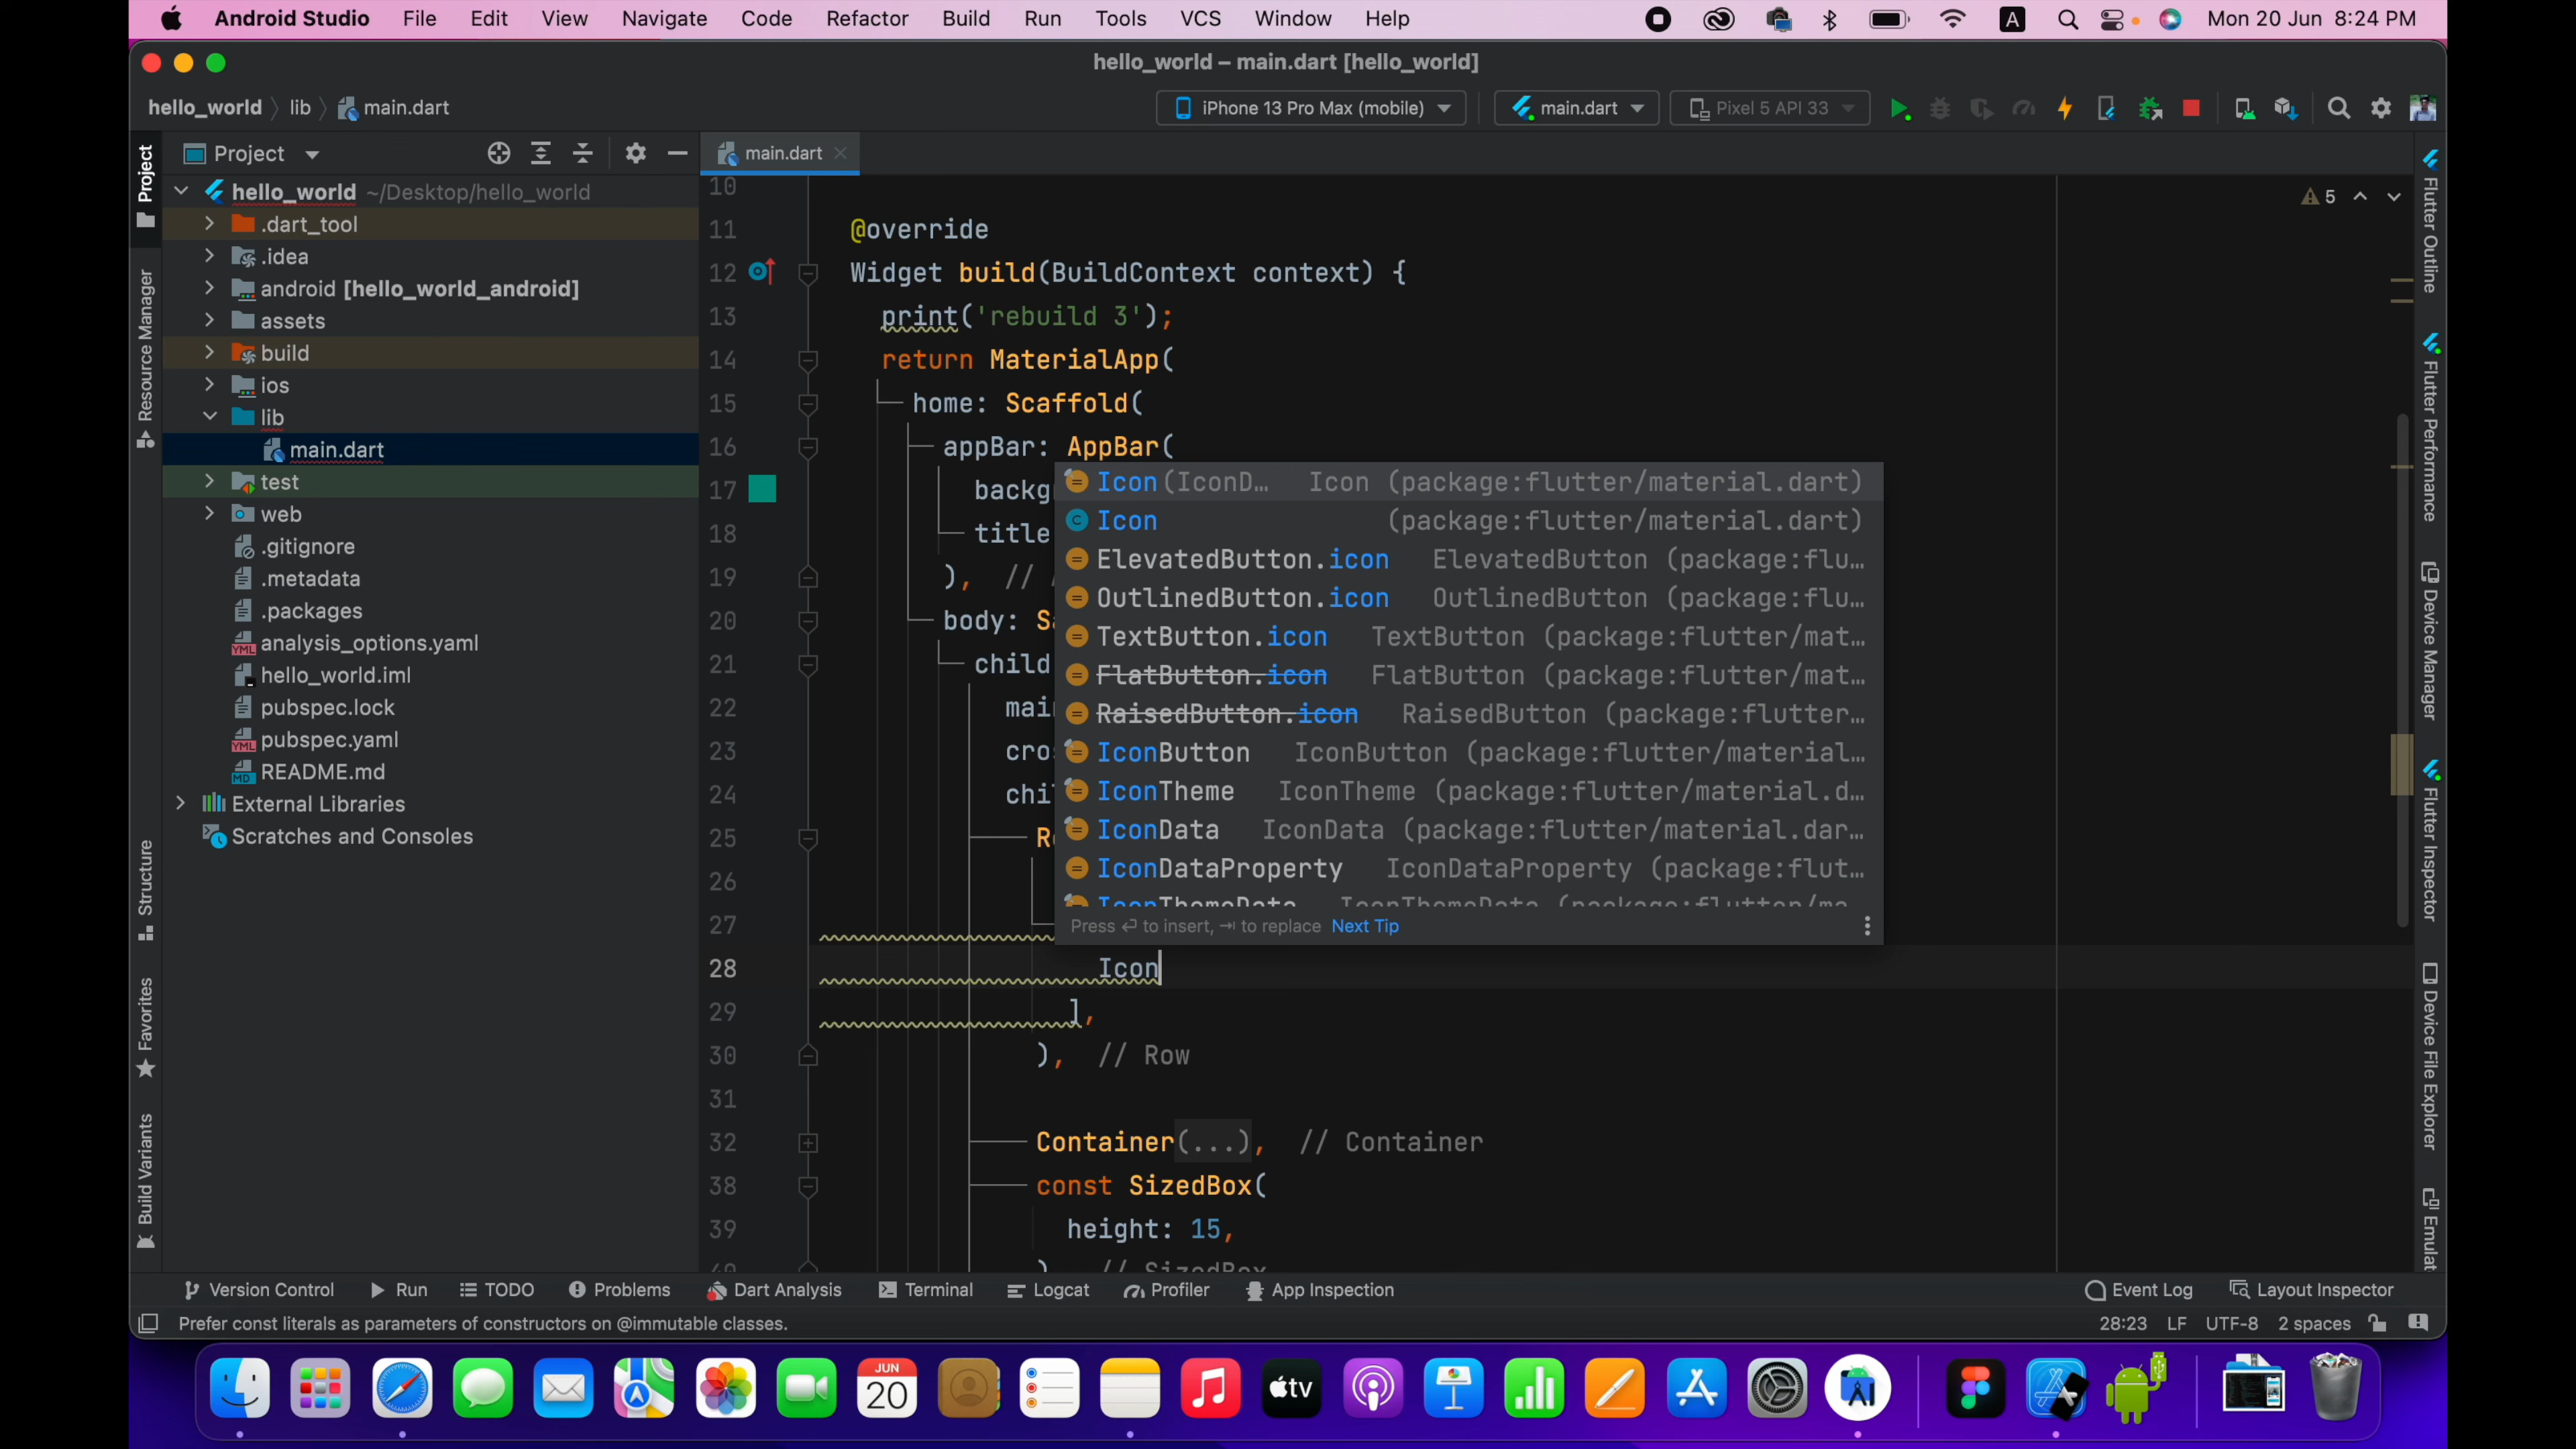 Android Studio File Edit View Navigate Code Refactor Build Run Tools VCS Window Help A Mon 20 Jun 8:24 PM
hello_world – main.dart [hello_world]
hello_world lib main.dart iPhone 13 Pro Max (mobile) main.dart Pixel 5 API 33
Project
Resource Manager
Structure
Favorites
Build Variants
Project
hello_world ~/Desktop/hello_world
.dart_tool
.idea
android [hello_world_android]
assets
build
ios
lib
main.dart
test
web
.gitignore
.metadata
.packages
analysis_options.yaml
hello_world.iml
pubspec.lock
pubspec.yaml
README.md
External Libraries
Scratches and Consoles
main.dart
5
10
11 @override
12 Widget build(BuildContext context) {
13 print('rebuild 3');
14 return MaterialApp(
15 home: Scaffold(
16 appBar: AppBar(
17 backg
18 title
19 ), //
20 body: S
21 child
22 mai
23 cro
24 chi
25 R
26
27
28 Icon
29 ],
30 ), // Row
31
32 Container(...), // Container
38 const SizedBox(
39 height: 15,
40 ) // SizedBox
Icon(IconD... Icon (package:flutter/material.dart)
Icon (package:flutter/material.dart)
ElevatedButton.icon ElevatedButton (package:flu...
OutlinedButton.icon OutlinedButton (package:flu...
TextButton.icon TextButton (package:flutter/mat...
FlatButton.icon FlatButton (package:flutter/mat...
RaisedButton.icon RaisedButton (package:flutter...
IconButton IconButton (package:flutter/material...
IconTheme IconTheme (package:flutter/material.d...
IconData IconData (package:flutter/material.dar...
IconDataProperty IconDataProperty (package:flut...
IconThemeData IconThemeData (package:flutter/ma...
Press ↵ to insert, ⇥ to replace Next Tip
Flutter Outline
Flutter Performance
Device Manager
Flutter Inspector
Device File Explorer
Emulat
Version Control Run TODO Problems Dart Analysis Terminal Logcat Profiler App Inspection Event Log Layout Inspector
Prefer const literals as parameters of constructors on @immutable classes. 28:23 LF UTF-8 2 spaces
JUN
20
tv